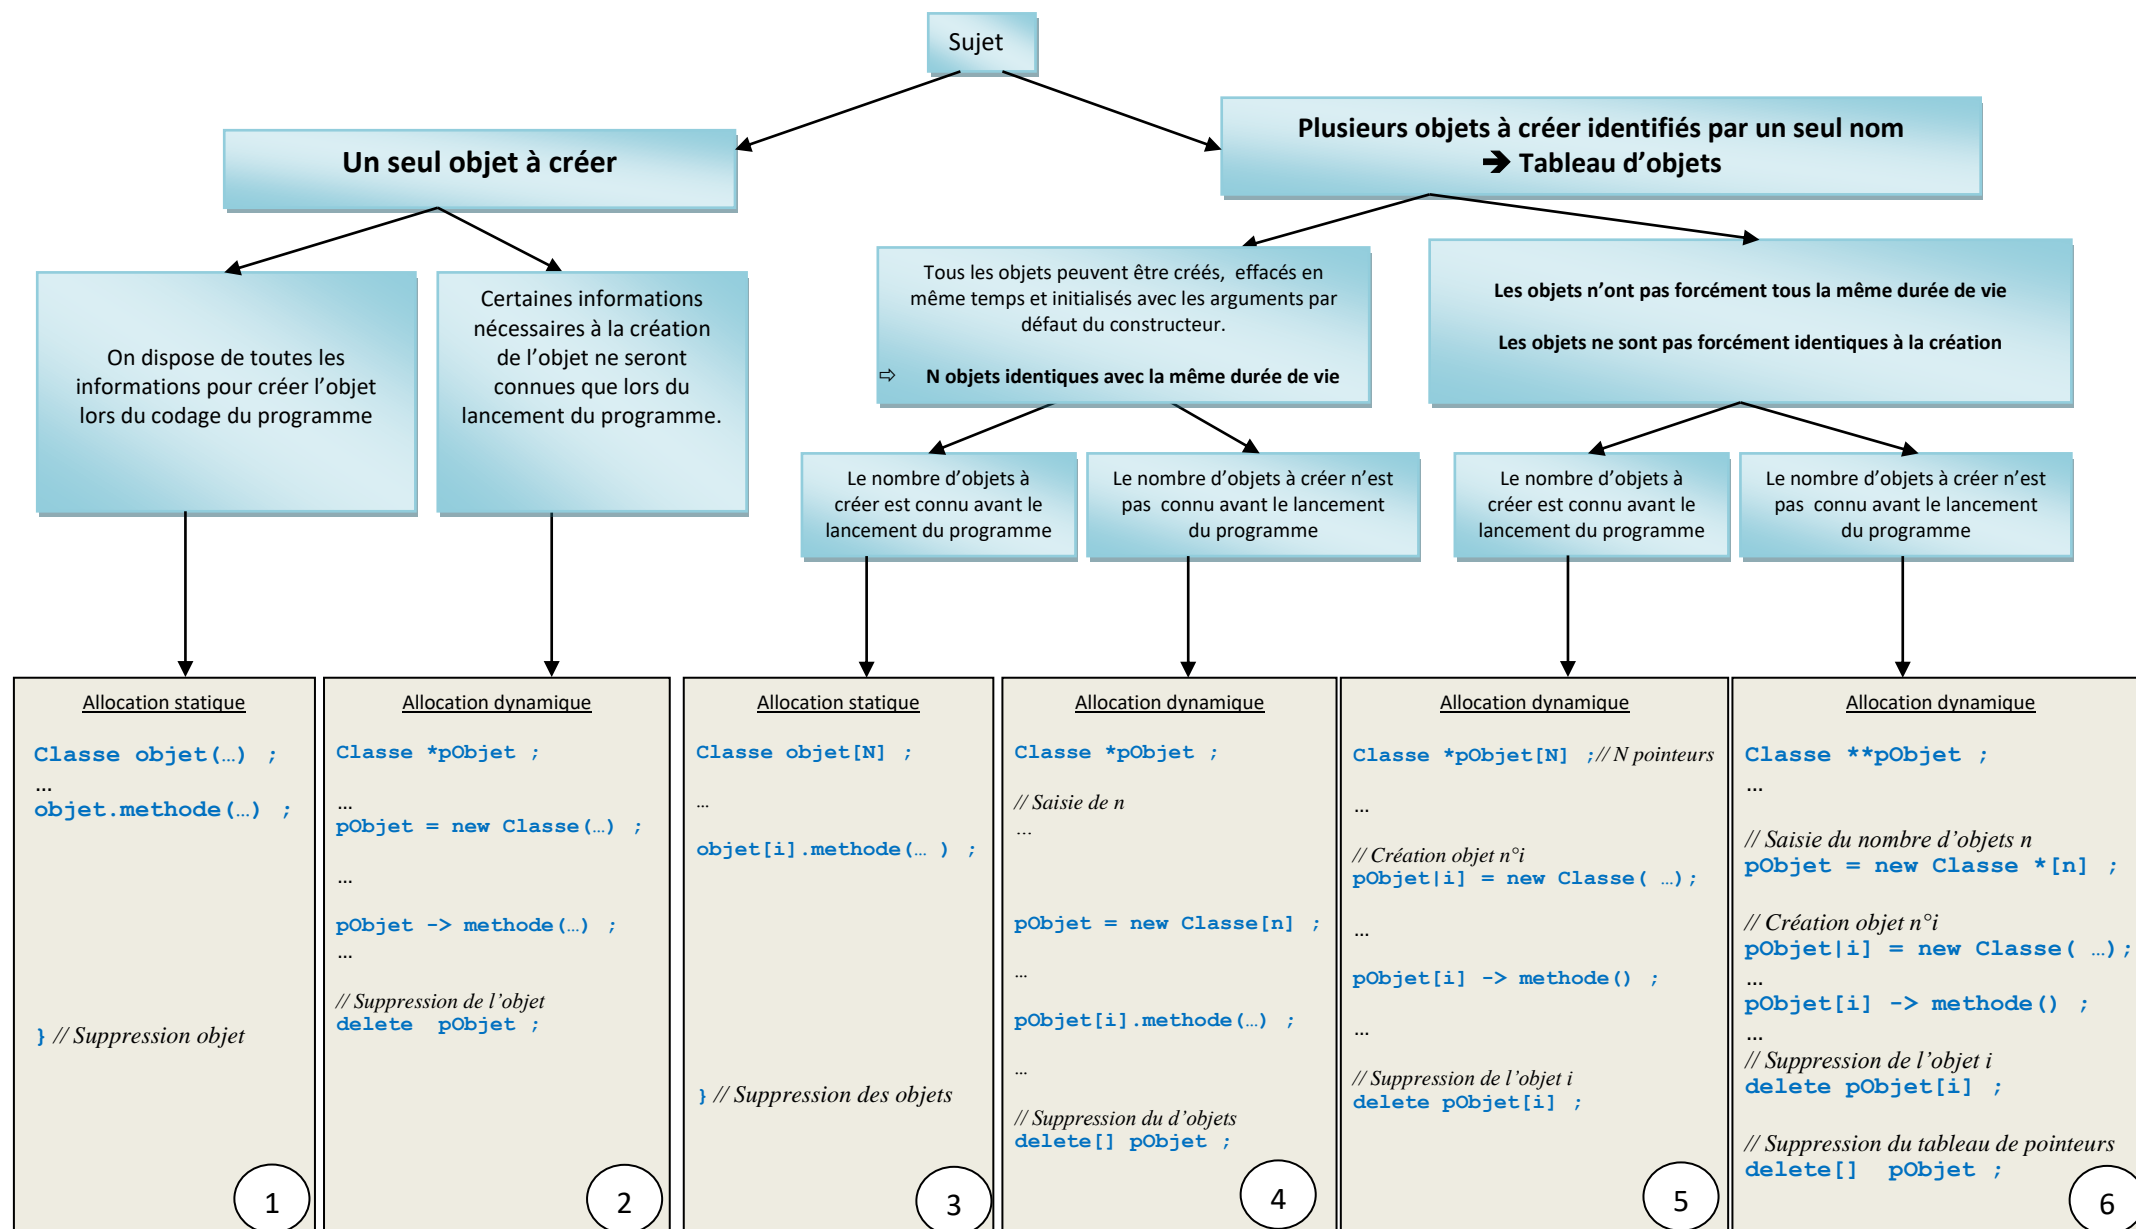 Sujet
Un seul objet à créer
Plusieurs objets à créer identifiés par un seul nom
➔ Tableau d’objets
On dispose de toutes les
informations pour créer l’objet
lors du codage du programme
Certaines informations
nécessaires à la création
de l’objet ne seront
connues que lors du
lancement du programme.
Tous les objets peuvent être créés, effacés en
même temps et initialisés avec les arguments par
défaut du constructeur.
⇨ N objets identiques avec la même durée de vie
Les objets n’ont pas forcément tous la même durée de vie
Les objets ne sont pas forcément identiques à la création
Le nombre d’objets à
créer est connu avant le
lancement du programme
Le nombre d’objets à créer n’est
pas connu avant le lancement
du programme
Le nombre d’objets à
créer est connu avant le
lancement du programme
Le nombre d’objets à créer n’est
pas connu avant le lancement
du programme
Allocation statique
Classe objet(…) ;
…
objet.methode(…) ;
} // Suppression objet
1
Allocation dynamique
Classe *pObjet ;
…
pObjet = new Classe(…) ;
…
pObjet -> methode(…) ;
…
// Suppression de l’objet
delete pObjet ;
2
Allocation statique
Classe objet[N] ;
…
objet[i].methode(… ) ;
} // Suppression des objets
3
Allocation dynamique
Classe *pObjet ;
// Saisie de n
…
pObjet = new Classe[n] ;
…
pObjet[i].methode(…) ;
…
// Suppression du d’objets
delete[] pObjet ;
4
Allocation dynamique
Classe *pObjet[N] ;// N pointeurs
…
// Création objet n°i
pObjet|i] = new Classe( …);
…
pObjet[i] -> methode() ;
…
// Suppression de l’objet i
delete pObjet[i] ;
5
Allocation dynamique
Classe **pObjet ;
…
// Saisie du nombre d’objets n
pObjet = new Classe *[n] ;
// Création objet n°i
pObjet|i] = new Classe( …);
…
pObjet[i] -> methode() ;
…
// Suppression de l’objet i
delete pObjet[i] ;
// Suppression du tableau de pointeurs
delete[] pObjet ;
6